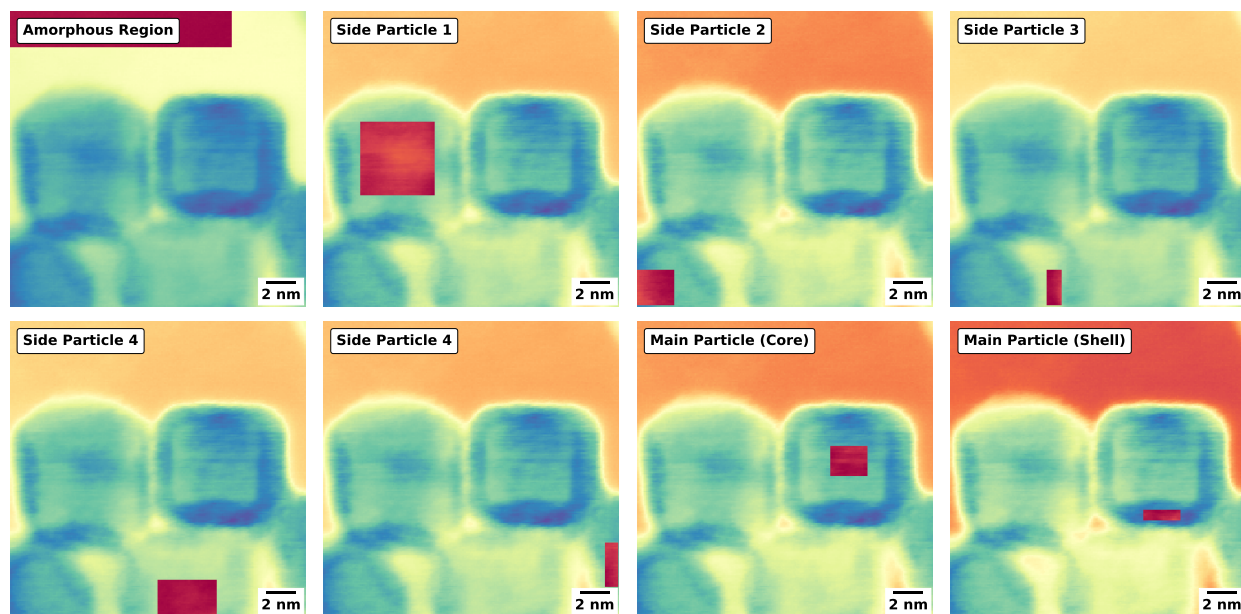 Amorphous Region
Side Particle 1
Side Particle 2
Side Particle 3
2 nm
2 nm
2 nm
2 nm
Side Particle 4
Side Particle 4
Main Particle (Core)
Main Particle (Shell)
2 nm
2 nm
2 nm
2 nm